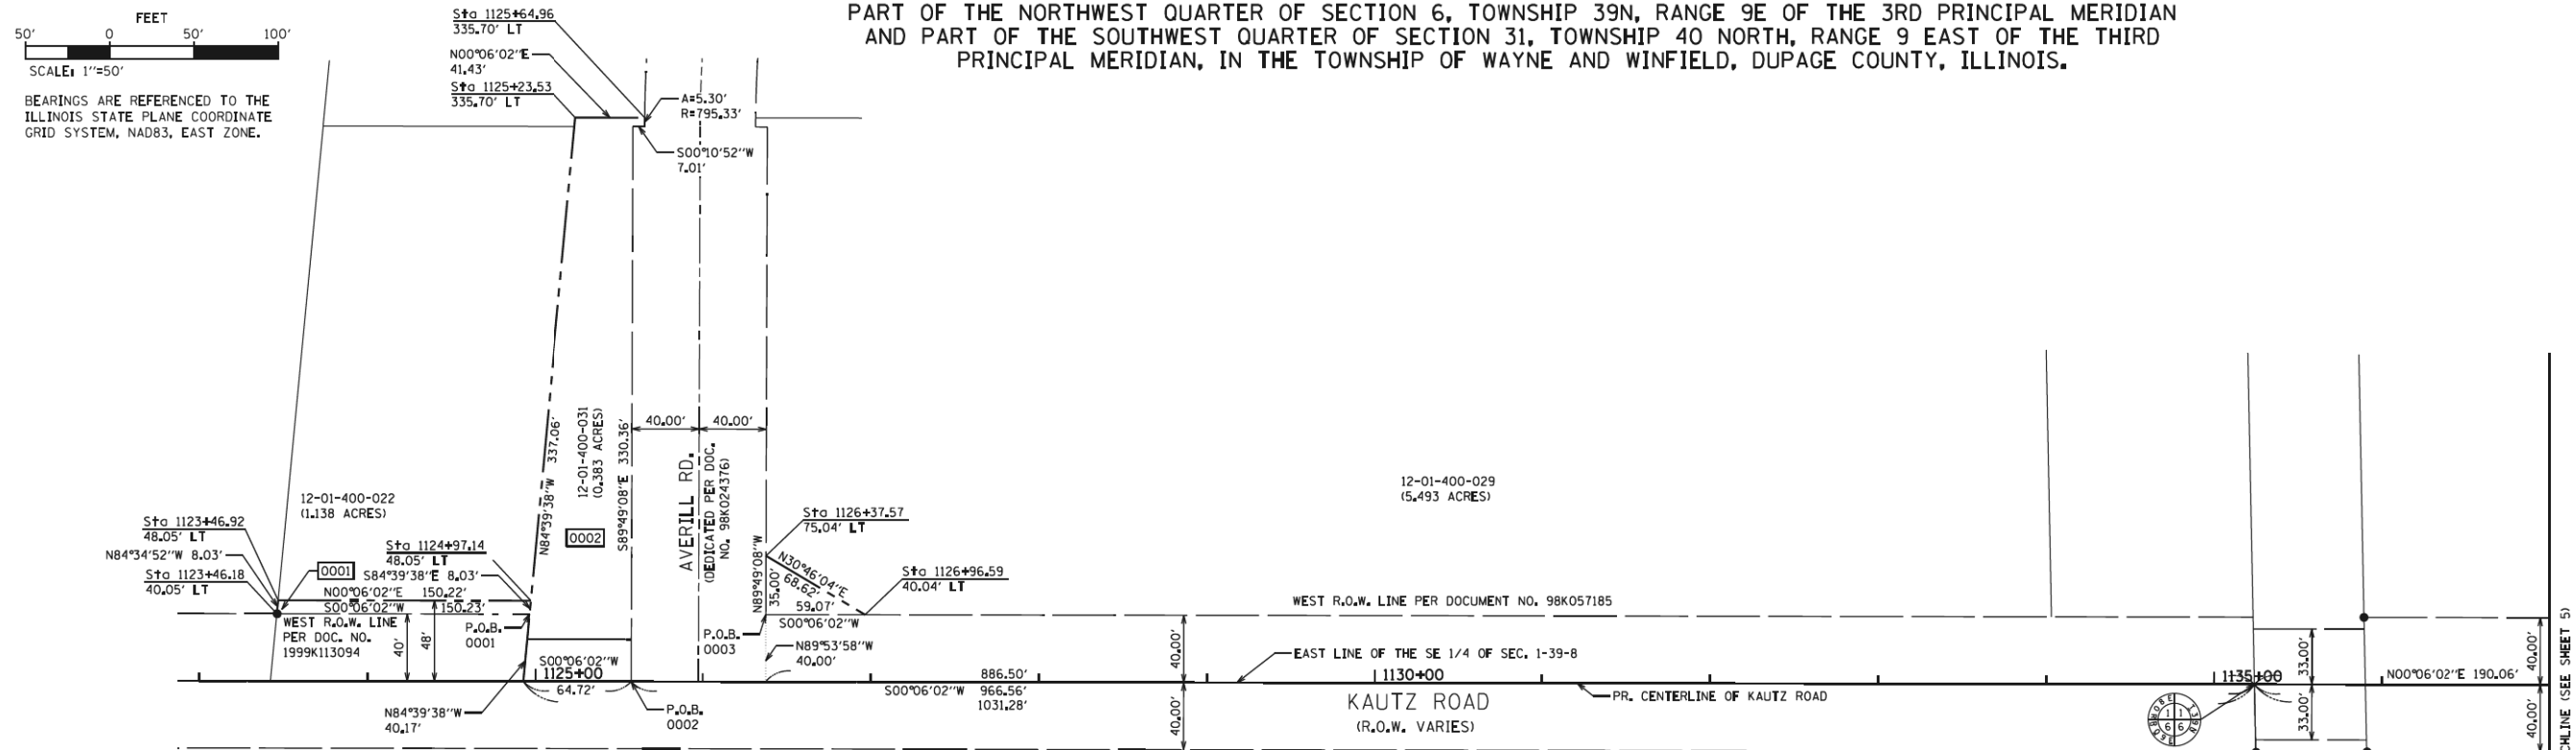 FEET
50' 0 50' 100'
SCALE: 1''=50'
BEARINGS ARE REFERENCED TO THE
ILLINOIS STATE PLANE COORDINATE
GRID SYSTEM, NAD83, EAST ZONE.
PART OF THE NORTHWEST QUARTER OF SECTION 6, TOWNSHIP 39N, RANGE 9E OF THE 3RD PRINCIPAL MERIDIAN
AND PART OF THE SOUTHWEST QUARTER OF SECTION 31, TOWNSHIP 40 NORTH, RANGE 9 EAST OF THE THIRD
PRINCIPAL MERIDIAN, IN THE TOWNSHIP OF WAYNE AND WINFIELD, DUPAGE COUNTY, ILLINOIS.
Sta 1125+64.96
335.70' LT
N00°06'02''E
41.43'
Sta 1125+23.53
335.70' LT
A=5.30'
R=795.33'
S00°10'52''W
7.01'
N84°39'38''W 337.06'
12-01-400-031
(0.383 ACRES)
0002
S89°49'08''E 330.36'
40.00' 40.00'
AVERILL RD.
(DEDICATED PER DOC.
NO. 98K024376)
12-01-400-022
(1.138 ACRES)
Sta 1123+46.92
48.05' LT
N84°34'52''W 8.03'
Sta 1123+46.18
40.05' LT
0001
Sta 1124+97.14
48.05' LT
S84°39'38''E 8.03'
N00°06'02''E 150.22'
S00°06'02''W 150.23'
WEST R.O.W. LINE
PER DOC. NO.
1999K113094
40'
48'
P.O.B.
0001
N84°39'38''W
40.17'
S00°06'02''W
1125+00
64.72'
P.O.B.
0002
Sta 1126+37.57
75.04' LT
N30°46'04''E
68.62'
N89°49'08''W
35.00'
59.07'
S00°06'02''W
Sta 1126+96.59
40.04' LT
P.O.B.
0003
N89°53'58''W
40.00'
12-01-400-029
(5.493 ACRES)
WEST R.O.W. LINE PER DOCUMENT NO. 98K057185
40.00'
EAST LINE OF THE SE 1/4 OF SEC. 1-39-8
886.50'
S00°06'02''W 966.56'
1031.28'
1130+00
40.00'
KAUTZ ROAD
(R.O.W. VARIES)
PR. CENTERLINE OF KAUTZ ROAD
1135+00
33.00'
33.00'
N00°06'02''E 190.06'
40.00'
40.00'
1 1
6 6
(SEE SHEET 5)